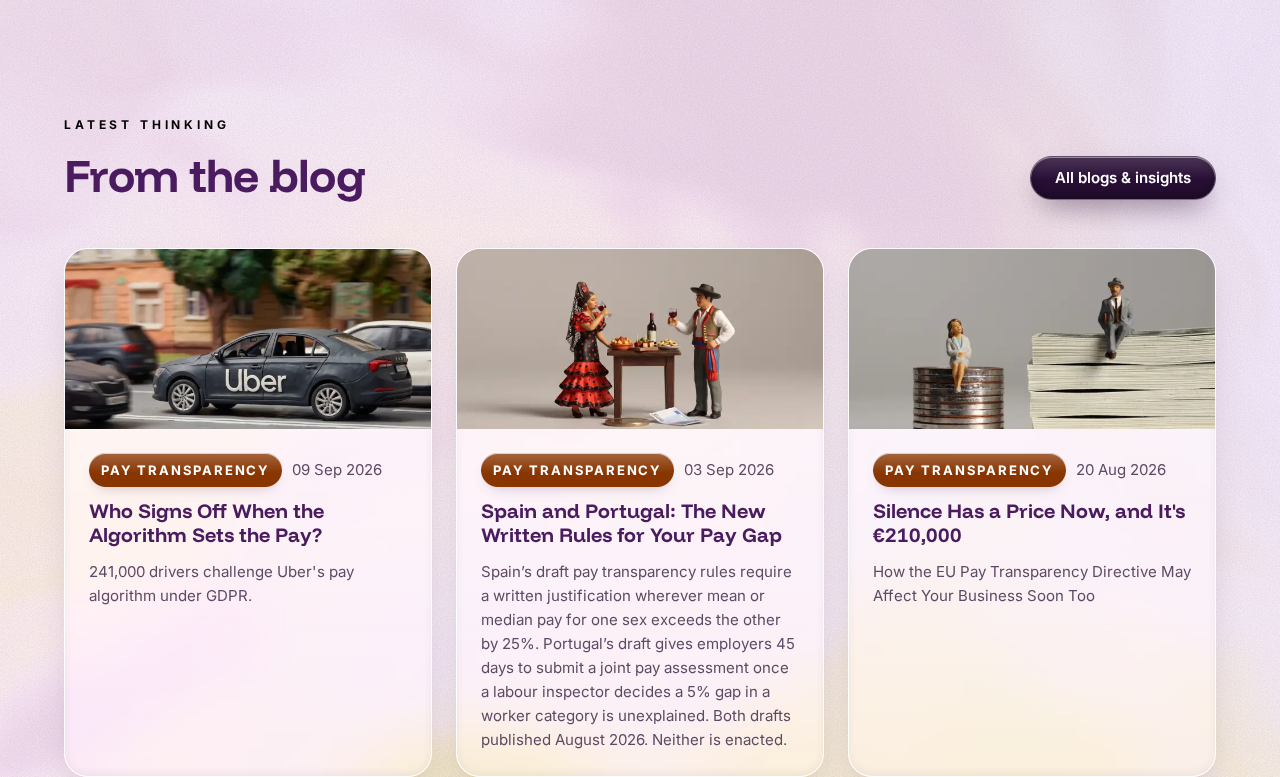 LATEST THINKING
From the blog
All blogs & insights
Uber
PAY TRANSPARENCY 09 Sep 2026
Who Signs Off When the
Algorithm Sets the Pay?
241,000 drivers challenge Uber's pay
algorithm under GDPR.
PAY TRANSPARENCY 03 Sep 2026
Spain and Portugal: The New
Written Rules for Your Pay Gap
Spain’s draft pay transparency rules require
a written justification wherever mean or
median pay for one sex exceeds the other
by 25%. Portugal’s draft gives employers 45
days to submit a joint pay assessment once
a labour inspector decides a 5% gap in a
worker category is unexplained. Both drafts
published August 2026. Neither is enacted.
PAY TRANSPARENCY 20 Aug 2026
Silence Has a Price Now, and It's
€210,000
How the EU Pay Transparency Directive May
Affect Your Business Soon Too